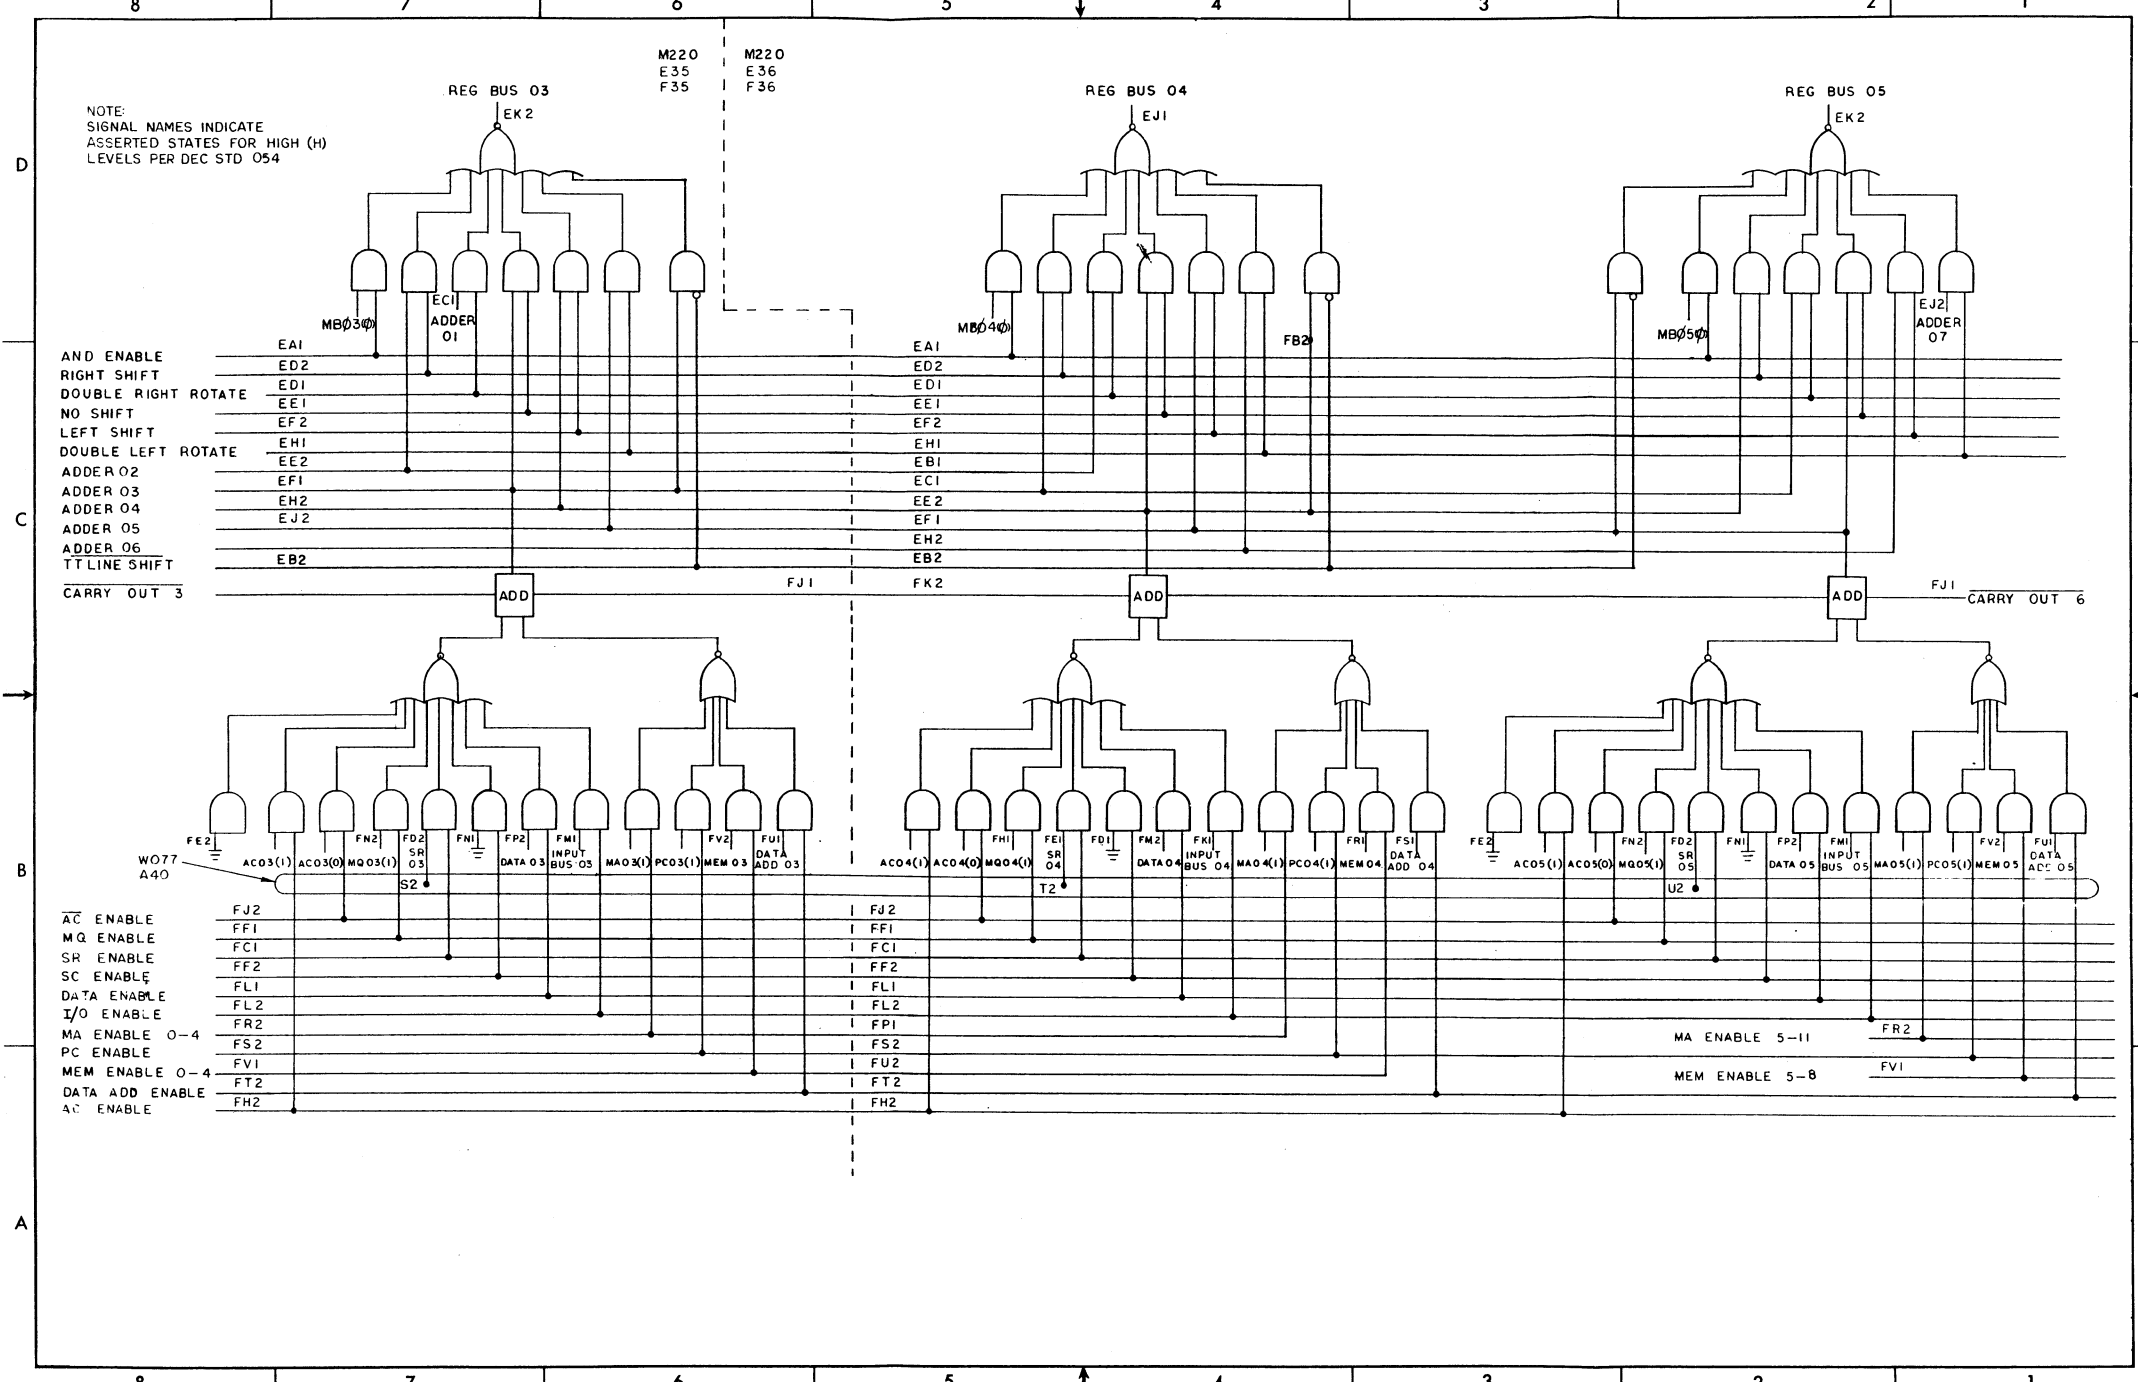 8 7 6 5 4 3 2 1
M220 M220
E35 E36
F35 F36
REG BUS 03 REG BUS 04 REG BUS 05
EK2 EJ1 EK2
NOTE:
SIGNAL NAMES INDICATE
ASSERTED STATES FOR HIGH (H)
LEVELS PER DEC STD 054
D
EC1 EJ2
ADDER ADDER
01 07
FB2
AND ENABLE EA1 EA1
RIGHT SHIFT ED2 ED2
DOUBLE RIGHT ROTATE ED1 ED1
NO SHIFT EE1 EE1
LEFT SHIFT EF2 EF2
DOUBLE LEFT ROTATE EH1 EH1
ADDER 02 EE2 EB1
ADDER 03 EF1 EC1
ADDER 04 EH2 EE2
C
ADDER 05 EJ2 EF1
ADDER 06 EH2
TT LINE SHIFT EB2 EB2
CARRY OUT 3 FJ1 FK2 FJ1 CARRY OUT 6
ADD ADD ADD
FE2 FN2 FD2 FN1 FP2 FM1 FV2 FU1 FH1 FE1 FD1 FM2 FK1 FR1 FS1 FE2 FN2 FD2 FN1 FP2 FM1 FV2 FU1
SR 03 SR 04 SR 05
AC03(1) AC03(0) MQ03(1) DATA 03 INPUT BUS 03 MA03(1) PC03(1) MEM 03 DATA ADD 03
AC04(1) AC04(0) MQ04(1) DATA 04 INPUT BUS 04 MA04(1) PC04(1) MEM 04 DATA ADD 04
AC05(1) AC05(0) MQ05(1) DATA 05 INPUT BUS 05 MA05(1) PC05(1) MEM 05 DATA ADD 05
W077
A40
B
S2 T2 U2
AC ENABLE FJ2 FJ2
MQ ENABLE FF1 FF1
SR ENABLE FC1 FC1
SC ENABLE FF2 FF2
DATA ENABLE FL1 FL1
I/O ENABLE FL2 FL2
MA ENABLE 0-4 FR2 FP1 MA ENABLE 5-11 FR2
PC ENABLE FS2 FS2
MEM ENABLE 0-4 FV1 FU2 MEM ENABLE 5-8 FV1
DATA ADD ENABLE FT2 FT2
AC ENABLE FH2 FH2
A
8 7 6 5 4 3 2 1